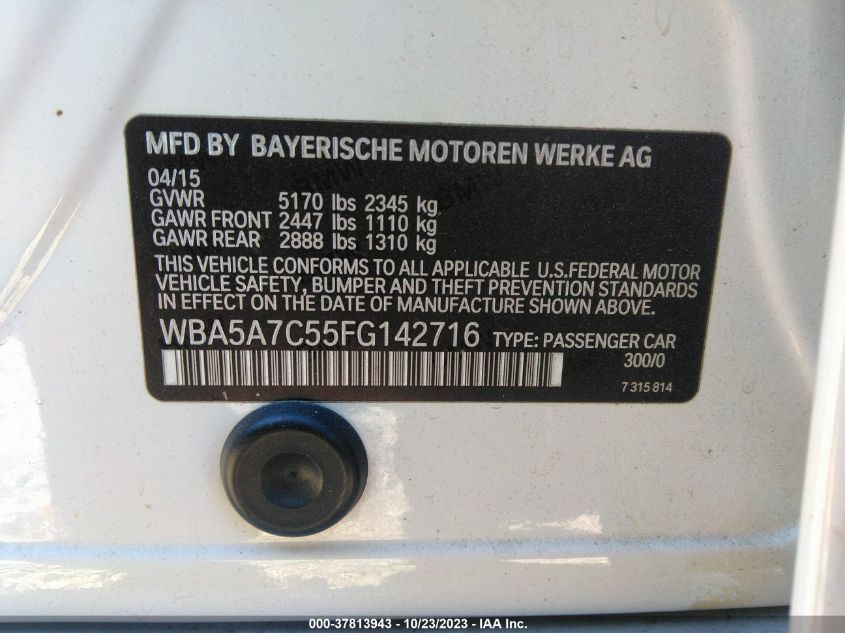 MFD BY BAYERISCHE MOTOREN WERKE AG
04/15
GVWR 5170 lbs 2345 kg
GAWR FRONT 2447 lbs 1110 kg
GAWR REAR 2888 lbs 1310 kg
THIS VEHICLE CONFORMS TO ALL APPLICABLE U.S.FEDERAL MOTOR
VEHICLE SAFETY, BUMPER AND THEFT PREVENTION STANDARDS
IN EFFECT ON THE DATE OF MANUFACTURE SHOWN ABOVE.
WBA5A7C55FG142716 TYPE: PASSENGER CAR
300/0
7 315 814
000-37813943 - 10/23/2023 - IAA Inc.